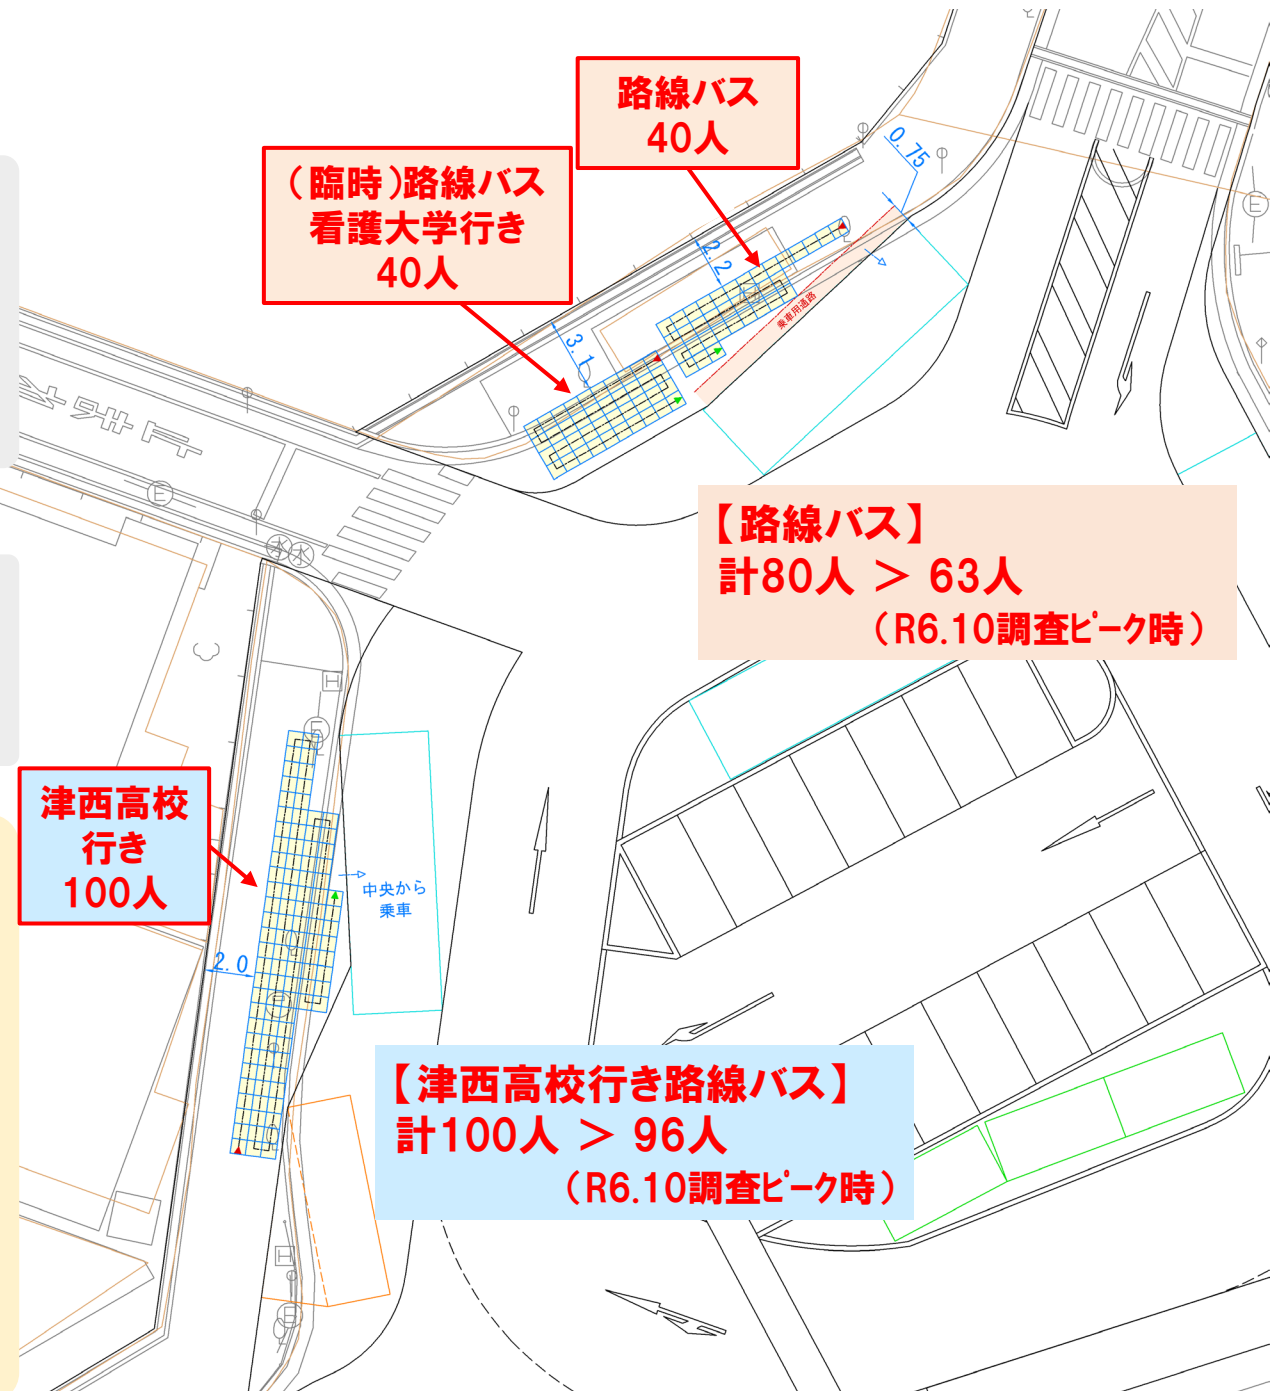 路線バス
40人
（臨時）路線バス
看護大学行き
40人
0.75
2.2
3.1
乗車用通路
【路線バス】
計80人 ＞ 63人
（R6.10調査ピーク時）
津西高校
行き
100人
中央から
乗車
2.0
【津西高校行き路線バス】
計100人 ＞ 96人
（R6.10調査ピーク時）